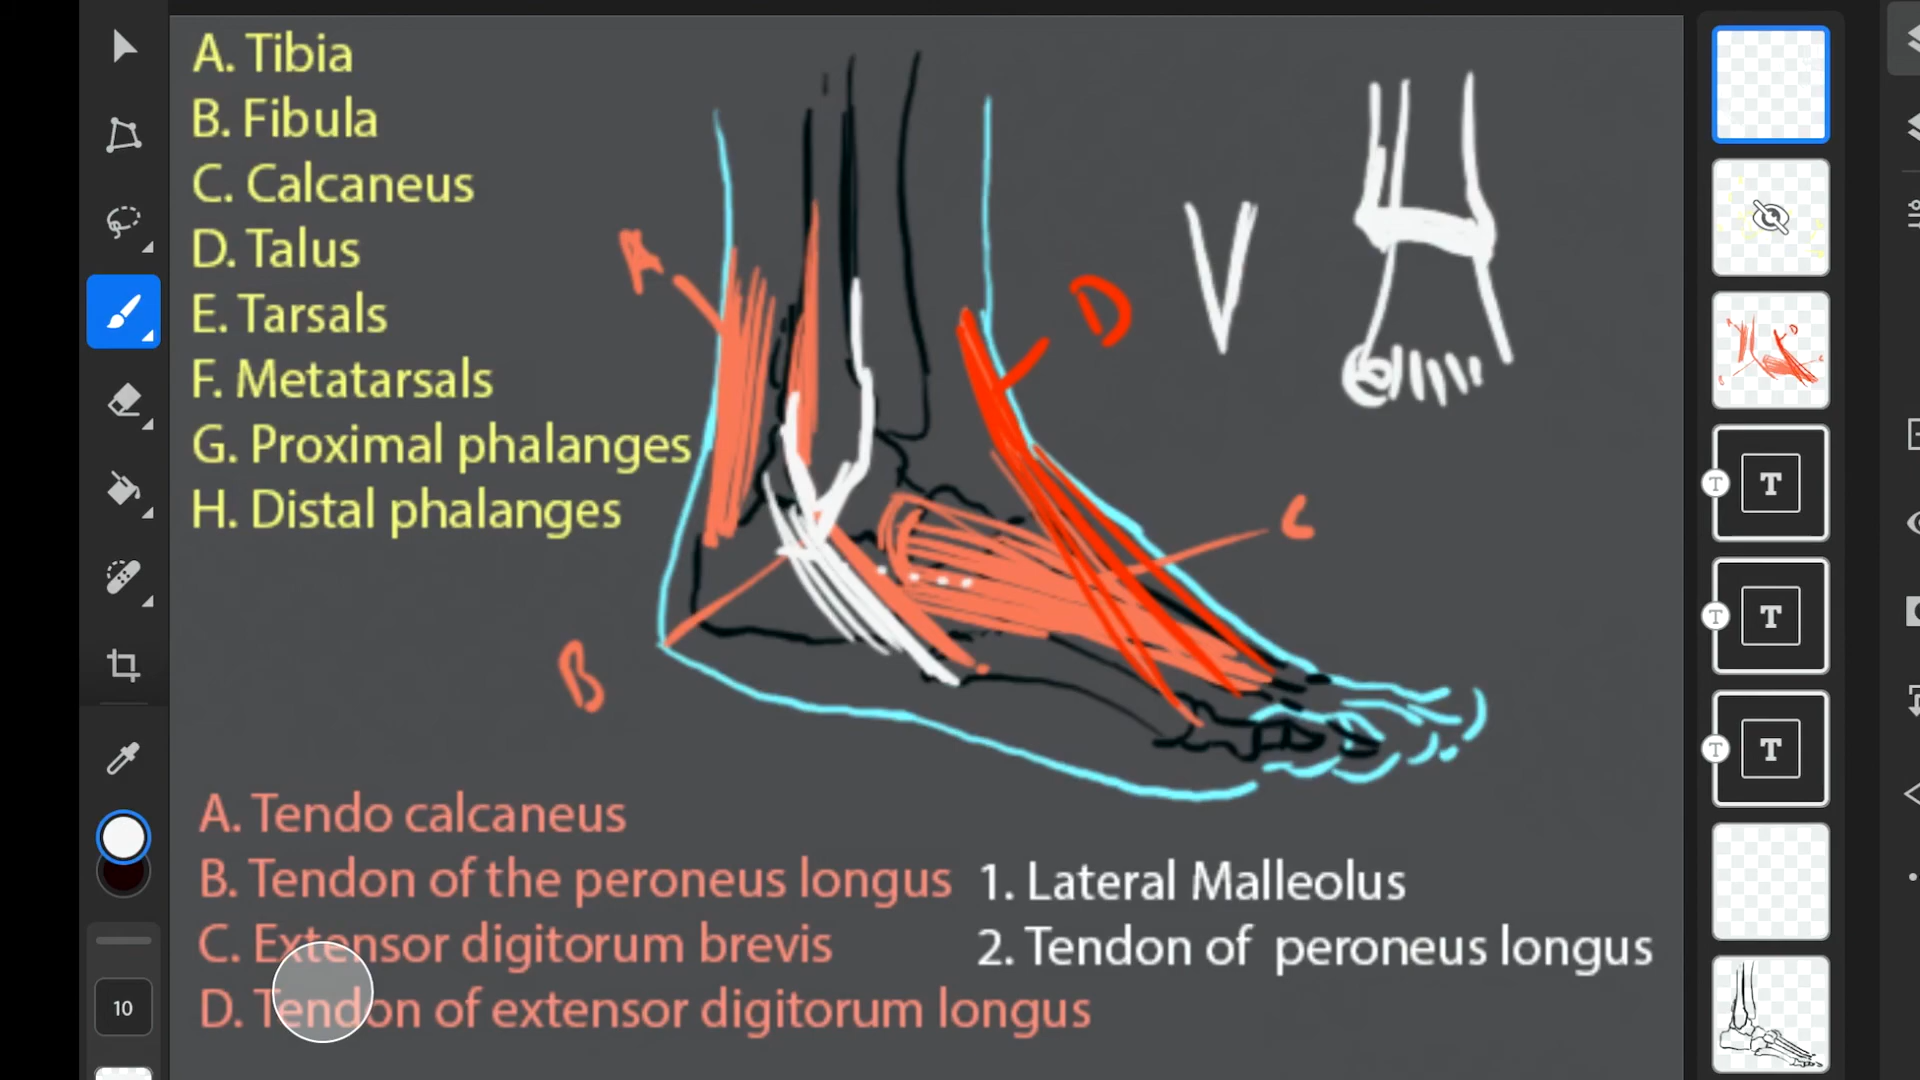 A. Tibia
B. Fibula
C. Calcaneus
D. Talus
E. Tarsals
F. Metatarsals
G. Proximal phalanges
H. Distal phalanges
A
D
V
C
B
A. Tendo calcaneus
B. Tendon of the peroneus longus
C. Extensor digitorum brevis
D. Tendon of extensor digitorum longus
1. Lateral Malleolus
2. Tendon of peroneus longus
T
T
T
T
T
T
10